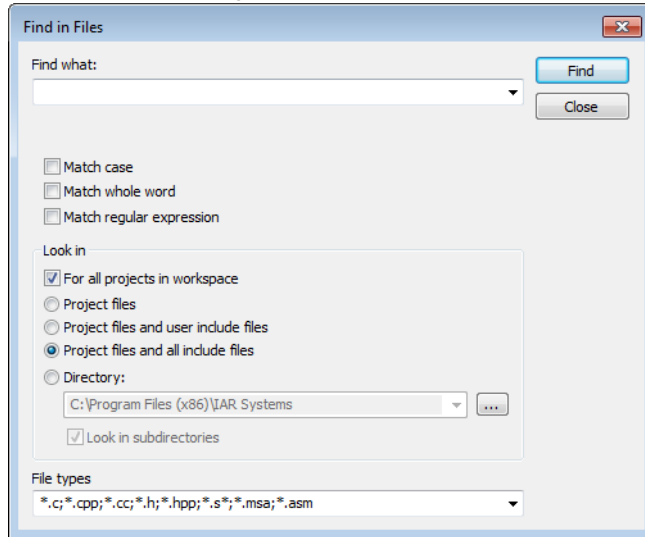 Find in Files
Find what:
Find
Close
Match case
Match whole word
Match regular expression
Look in
For all projects in workspace
Project files
Project files and user include files
Project files and all include files
Directory:
C:\Program Files (x86)\IAR Systems
...
Look in subdirectories
File types
*.c;*.cpp;*.cc;*.h;*.hpp;*.s*;*.msa;*.asm